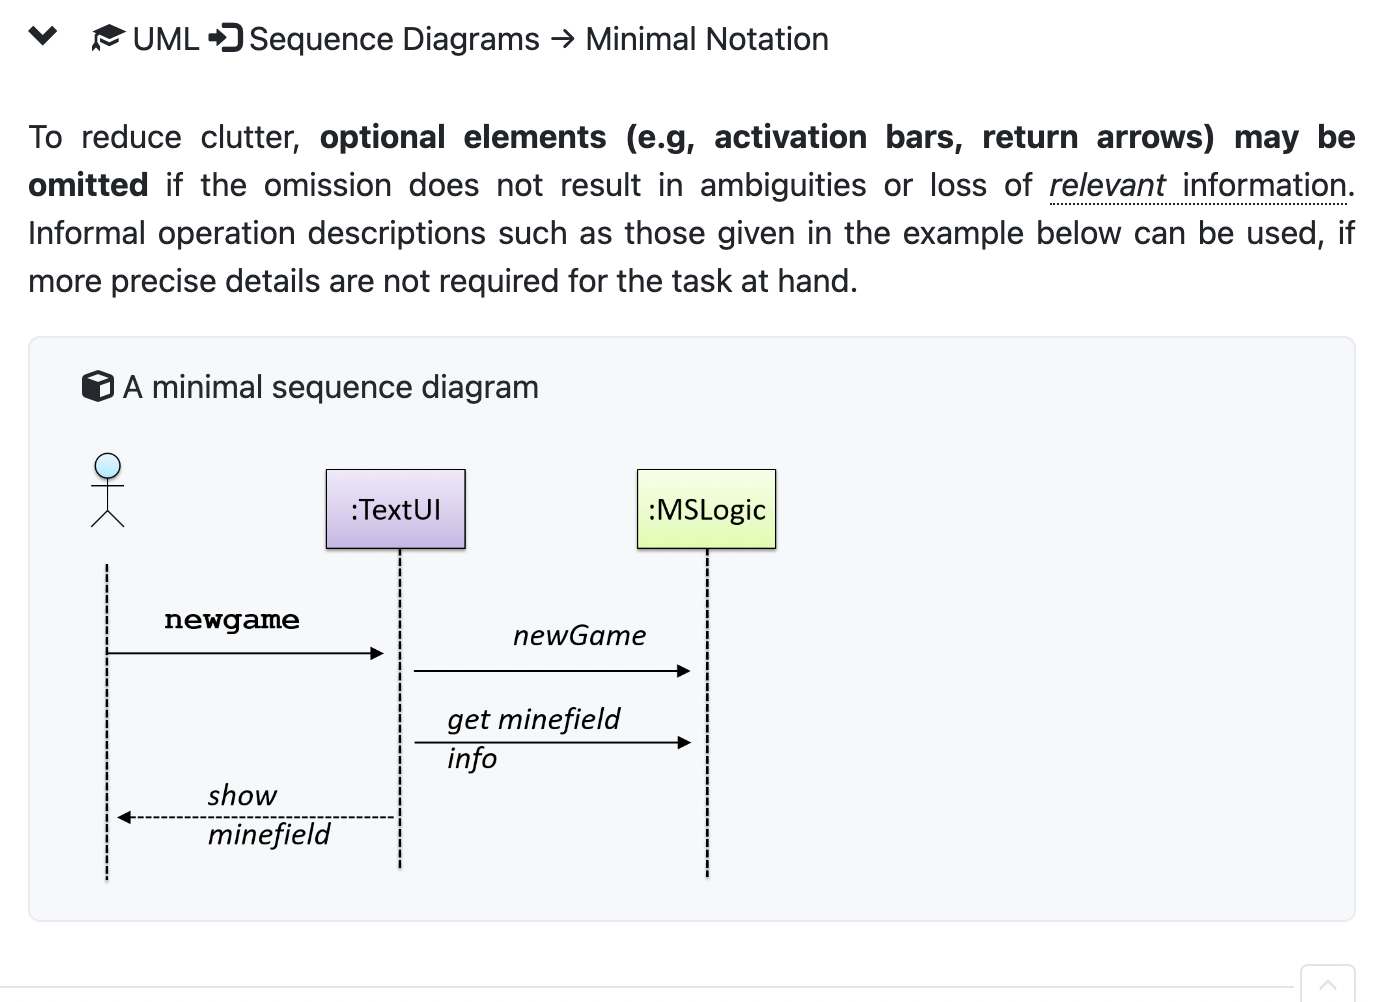 UML Sequence Diagrams → Minimal Notation
To reduce clutter, optional elements (e.g, activation bars, return arrows) may be
omitted if the omission does not result in ambiguities or loss of relevant information.
Informal operation descriptions such as those given in the example below can be used, if
more precise details are not required for the task at hand.
A minimal sequence diagram
:TextUI
:MSLogic
newgame
newGame
get minefield
info
show
minefield